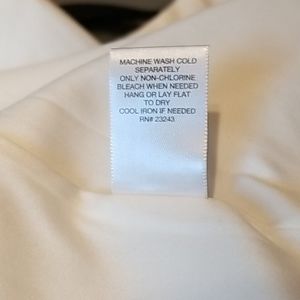 MACHINE WASH COLD
SEPARATELY
ONLY NON-CHLORINE
BLEACH WHEN NEEDED
HANG OR LAY FLAT
TO DRY
COOL IRON IF NEEDED
RN# 23243